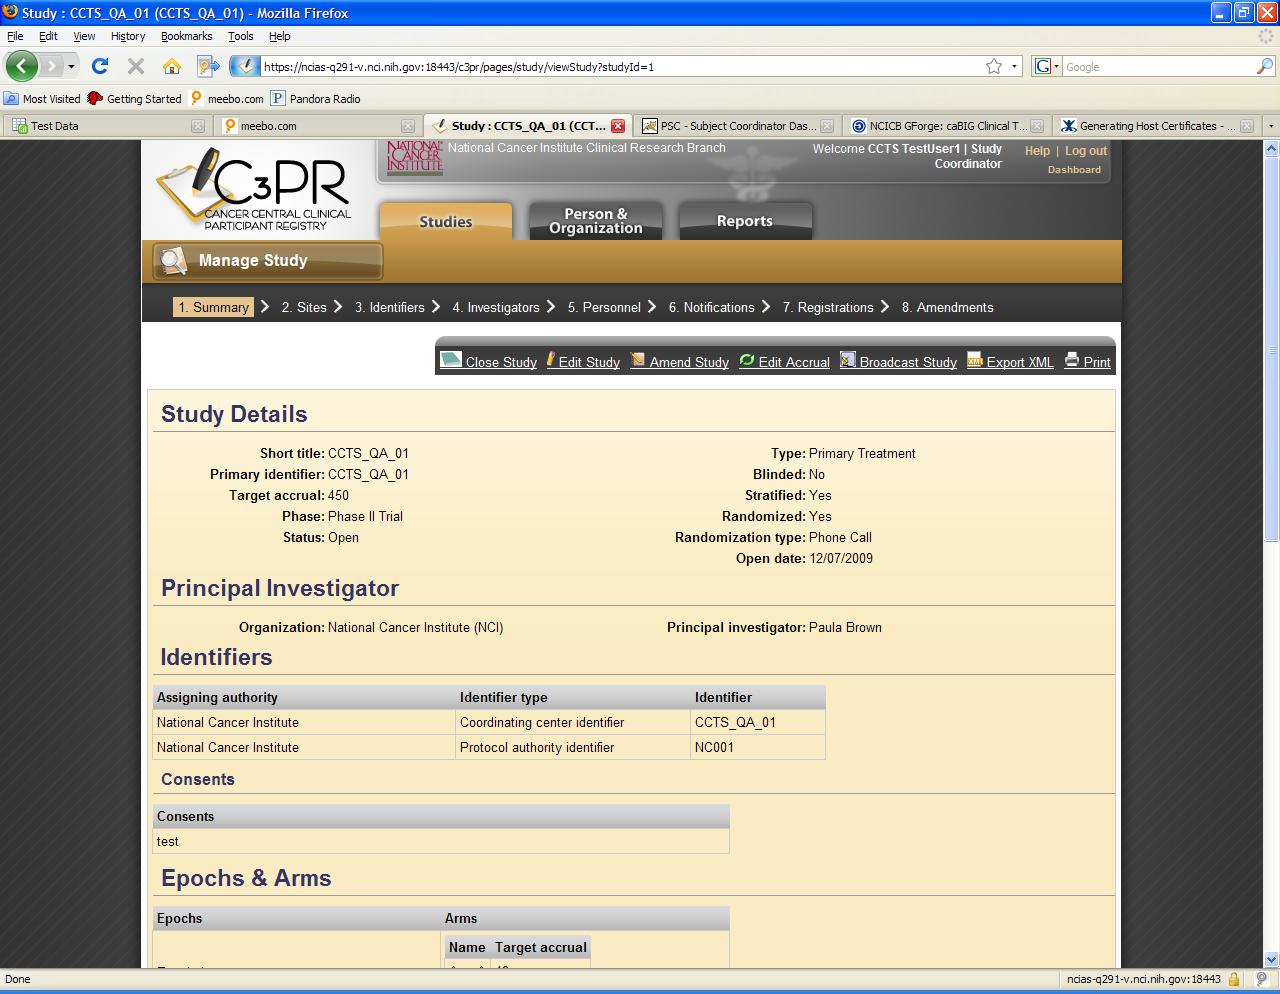 Study : CCTS_QA_01 (CCTS_QA_01) - Mozilla Firefox
File Edit View History Bookmarks Tools Help
https://ncias-q291-v.nci.nih.gov:18443/c3pr/pages/study/viewStudy?studyId=1
G Google
Most Visited Getting Started meebo.com Pandora Radio
Test Data meebo.com Study : CCTS_QA_01 (CCT... PSC - Subject Coordinator Das... NCICB GForge: caBIG Clinical T... Generating Host Certificates - ...
C3PR
CANCER CENTRAL CLINICAL
PARTICIPANT REGISTRY
NATIONAL
CANCER
INSTITUTE
National Cancer Institute Clinical Research Branch
Welcome CCTS TestUser1 | Study
Coordinator
Help | Log out
Dashboard
Studies
Person &
Organization
Reports
Manage Study
1. Summary 2. Sites 3. Identifiers 4. Investigators 5. Personnel 6. Notifications 7. Registrations 8. Amendments
Close Study Edit Study Amend Study Edit Accrual Broadcast Study Export XML Print
Study Details
Short title: CCTS_QA_01 Type: Primary Treatment
Primary identifier: CCTS_QA_01 Blinded: No
Target accrual: 450 Stratified: Yes
Phase: Phase II Trial Randomized: Yes
Status: Open Randomization type: Phone Call
Open date: 12/07/2009
Principal Investigator
Organization: National Cancer Institute (NCI) Principal investigator: Paula Brown
Identifiers
Assigning authority Identifier type Identifier
National Cancer Institute Coordinating center identifier CCTS_QA_01
National Cancer Institute Protocol authority identifier NC001
Consents
Consents
test
Epochs & Arms
Epochs Arms
Name Target accrual
Done ncias-q291-v.nci.nih.gov:18443